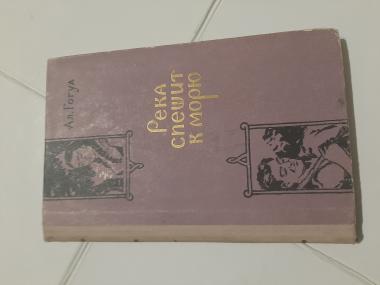 Ал. Гогуа
Река
спешит
к морю